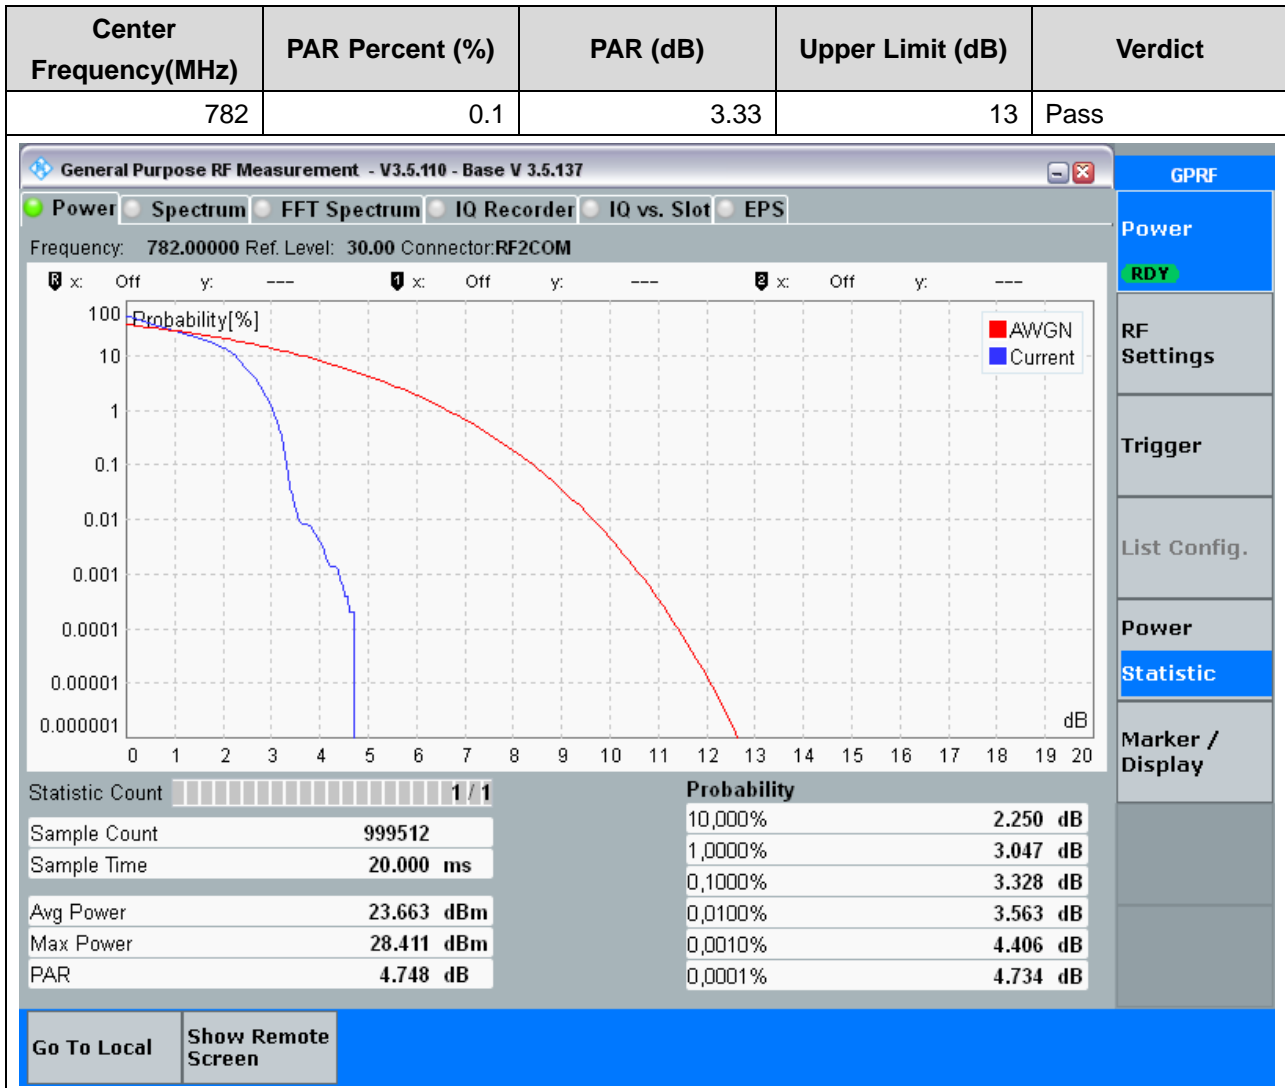 Center Frequency(MHz) PAR Percent (%) PAR (dB) Upper Limit (dB) Verdict
782 0.1 3.33 13 Pass
General Purpose RF Measurement - V3.5.110 - Base V 3.5.137
GPRF
Power Spectrum FFT Spectrum IQ Recorder IQ vs. Slot EPS
Frequency: 782.00000 Ref. Level: 30.00 Connector:RF2COM
R x: Off y: --- 1 x: Off y: --- 2 x: Off y: ---
Probability[%]
AWGN
Current
100
10
1
0.1
0.01
0.001
0.0001
0.00001
0.000001
dB
0 1 2 3 4 5 6 7 8 9 10 11 12 13 14 15 16 17 18 19 20
Statistic Count 1 / 1
Sample Count 999512
Sample Time 20.000 ms
Avg Power 23.663 dBm
Max Power 28.411 dBm
PAR 4.748 dB
Probability
10,000% 2.250 dB
1,0000% 3.047 dB
0,1000% 3.328 dB
0,0100% 3.563 dB
0,0010% 4.406 dB
0,0001% 4.734 dB
Power
RDY
RF
Settings
Trigger
List Config.
Power
Statistic
Marker /
Display
Go To Local
Show Remote
Screen